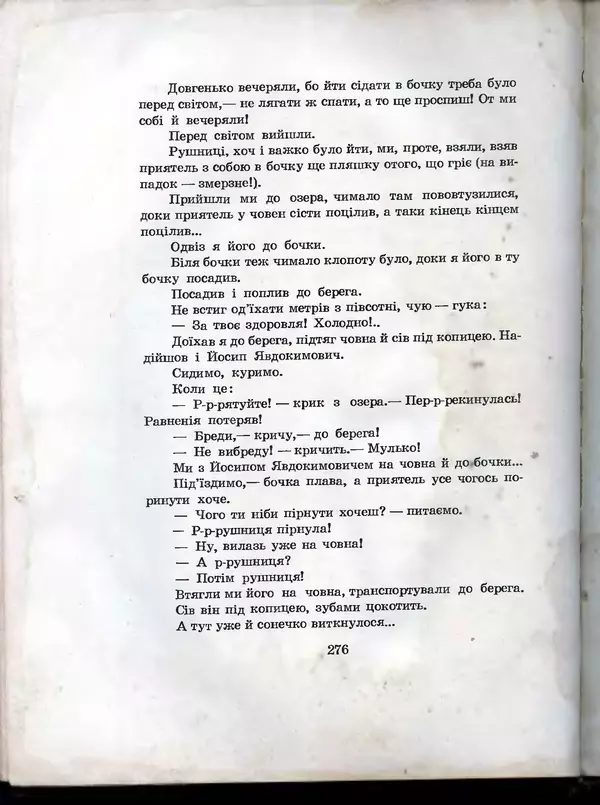 Довгенько вечеряли, бо йти сідати в бочку треба було
перед світом,— не лягати ж спати, а то ще проспиш! От ми
собі й вечеряли!
Перед світом вийшли.
Рушниці, хоч і важко було йти, ми, проте, взяли, взяв
приятель з собою в бочку ще пляшку отого, що гріє (на ви-
падок — змерзне!).
Прийшли ми до озера, чимало там пововтузилися,
доки приятель у човен сісти поцілив, а таки кінець кінцем
поцілив...
Одвіз я його до бочки.
Біля бочки теж чимало клопоту було, доки я його в ту
бочку посадив.
Посадив і поплив до берега.
Не встиг од’їхати метрів з півсотні, чую — гука:
— За твоє здоровля! Холодно!..
Доїхав я до берега, підтяг човна й сів під копицею. На-
дійшов і Йосип Явдокимович.
Сидимо, куримо.
Коли це:
— Р-р-рятуйте! — крик з озера.— Пер-р-рекинулась!
Равненія потеряв!
— Бреди,— кричу,— до берега!
— Не вибреду! — кричить.— Мулько!
Ми з Йосипом Явдокимовичем на човна й до бочки...
Під’їздимо,— бочка плава, а приятель усе чогось по-
ринути хоче.
— Чого ти ніби пірнути хочеш? — питаємо.
— Р-р-рушниця пірнула!
— Ну, вилазь уже на човна!
— А р-рушниця?
— Потім рушниця!
Втягли ми його на човна, транспортували до берега.
Сів він під копицею, зубами цокотить.
А тут уже й сонечко виткнулося...
276